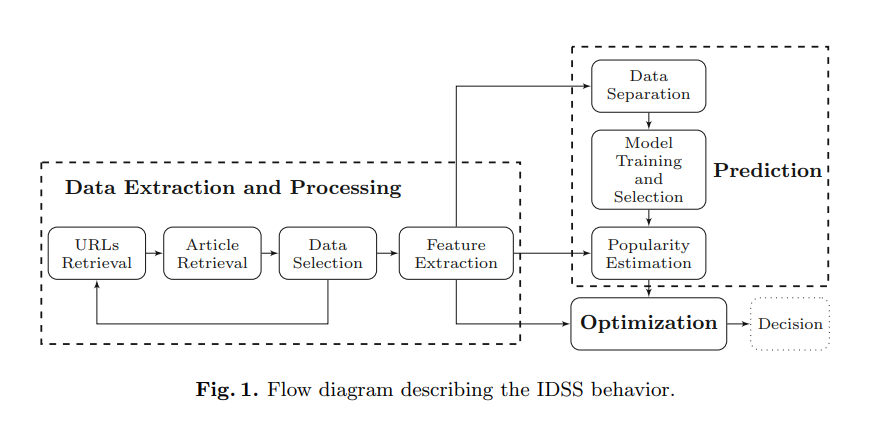 Data
Separation
Model
Training
and
Selection
Prediction
Data Extraction and Processing
URLs
Retrieval
Article
Retrieval
Data
Selection
Feature
Extraction
Popularity
Estimation
Optimization
Decision
Fig. 1. Flow diagram describing the IDSS behavior.